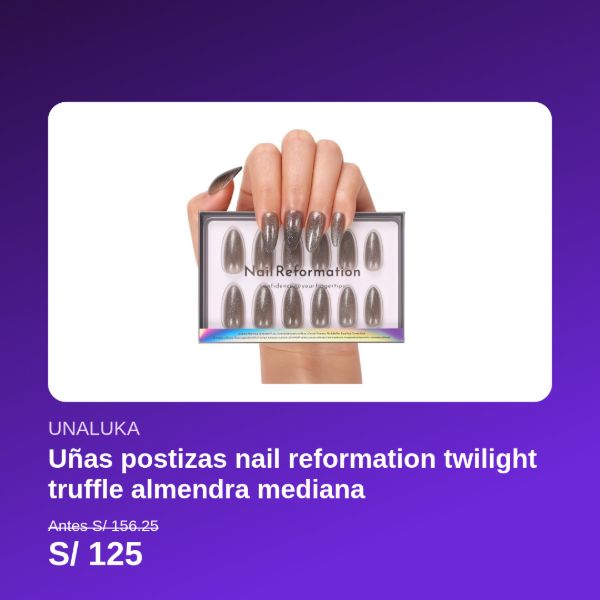 Nail Reformation
UNALUKA
Uñas postizas nail reformation twilight
truffle almendra mediana
Antes S/ 156.25
S/ 125